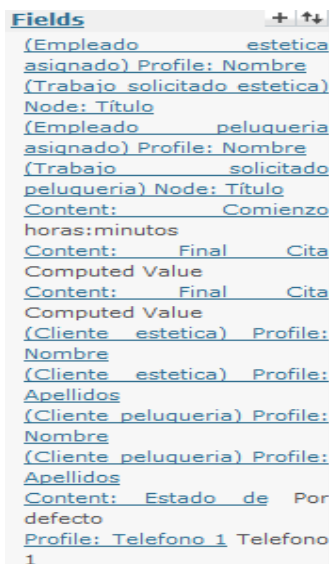 Fields
(Empleado estetica
asignado) Profile: Nombre
(Trabajo solicitado estetica)
Node: Título
(Empleado peluqueria
asignado) Profile: Nombre
(Trabajo solicitado
peluqueria) Node: Título
Content: Comienzo
horas:minutos
Content: Final Cita
Computed Value
Content: Final Cita
Computed Value
(Cliente estetica) Profile:
Nombre
(Cliente estetica) Profile:
Apellidos
(Cliente peluqueria) Profile:
Nombre
(Cliente peluqueria) Profile:
Apellidos
Content: Estado de Por
defecto
Profile: Telefono 1 Telefono
1